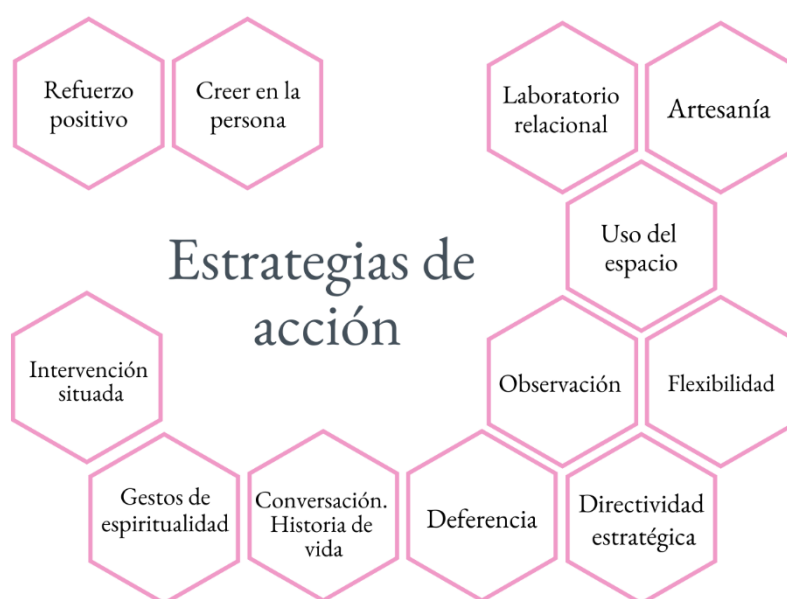 Refuerzo
positivo
Creer en la
persona
Laboratorio
relacional
Artesanía
Uso del
espacio
Estrategias de
acción
Intervención
situada
Observación
Flexibilidad
Gestos de
espiritualidad
Conversación.
Historia de
vida
Deferencia
Directividad
estratégica